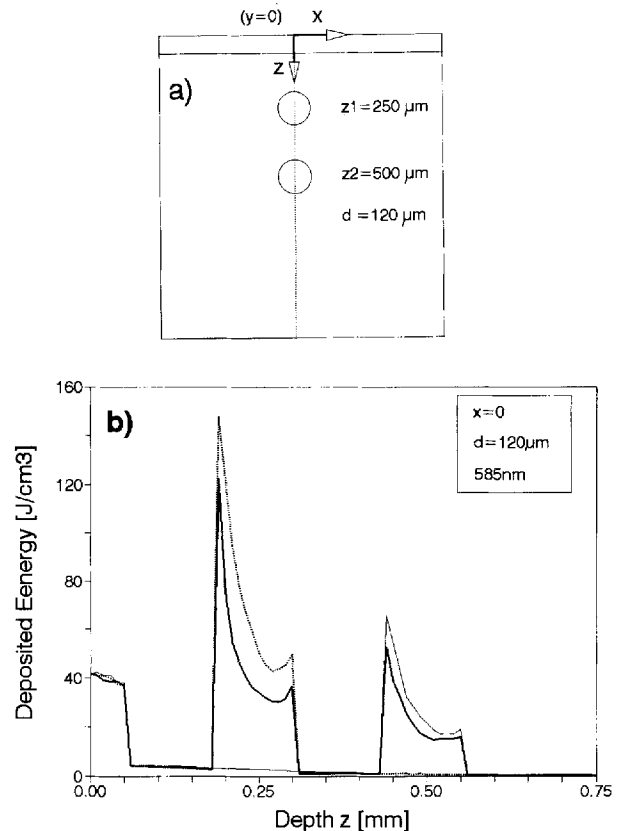 (y=0)
X
Z
a)
z1=250 µm
z2=500 µm
d =120 µm
b)
x=0
d=120µm
585nm
160
120
80
40
0
Deposited Eenergy [J/cm3]
0.00
0.25
0.50
0.75
Depth z [mm]